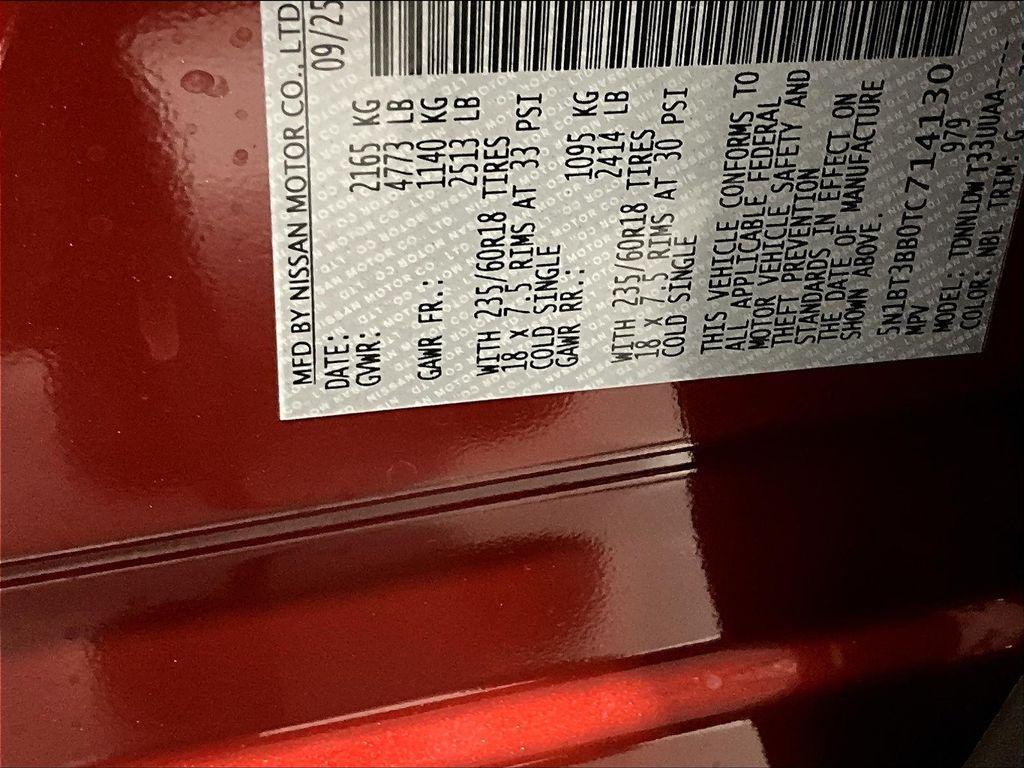 MFD BY NISSAN MOTOR CO., LTD
DATE: 09/25
GVWR: 2165 KG
4773 LB
GAWR FR.: 1140 KG
2513 LB
WITH 235/60R18 TIRES
18 X 7.5 RIMS AT 33 PSI
COLD SINGLE
GAWR RR.: 1095 KG
2414 LB
WITH 235/60R18 TIRES
18 X 7.5 RIMS AT 30 PSI
COLD SINGLE
THIS VEHICLE CONFORMS TO
ALL APPLICABLE FEDERAL
MOTOR VEHICLE SAFETY AND
THEFT PREVENTION
STANDARDS IN EFFECT ON
THE DATE OF MANUFACTURE
SHOWN ABOVE.
5N1BT3BB0TC714130
MPV 979
MODEL: TDNNLDW T33UUAA----
COLOR: NBL TRIM: G